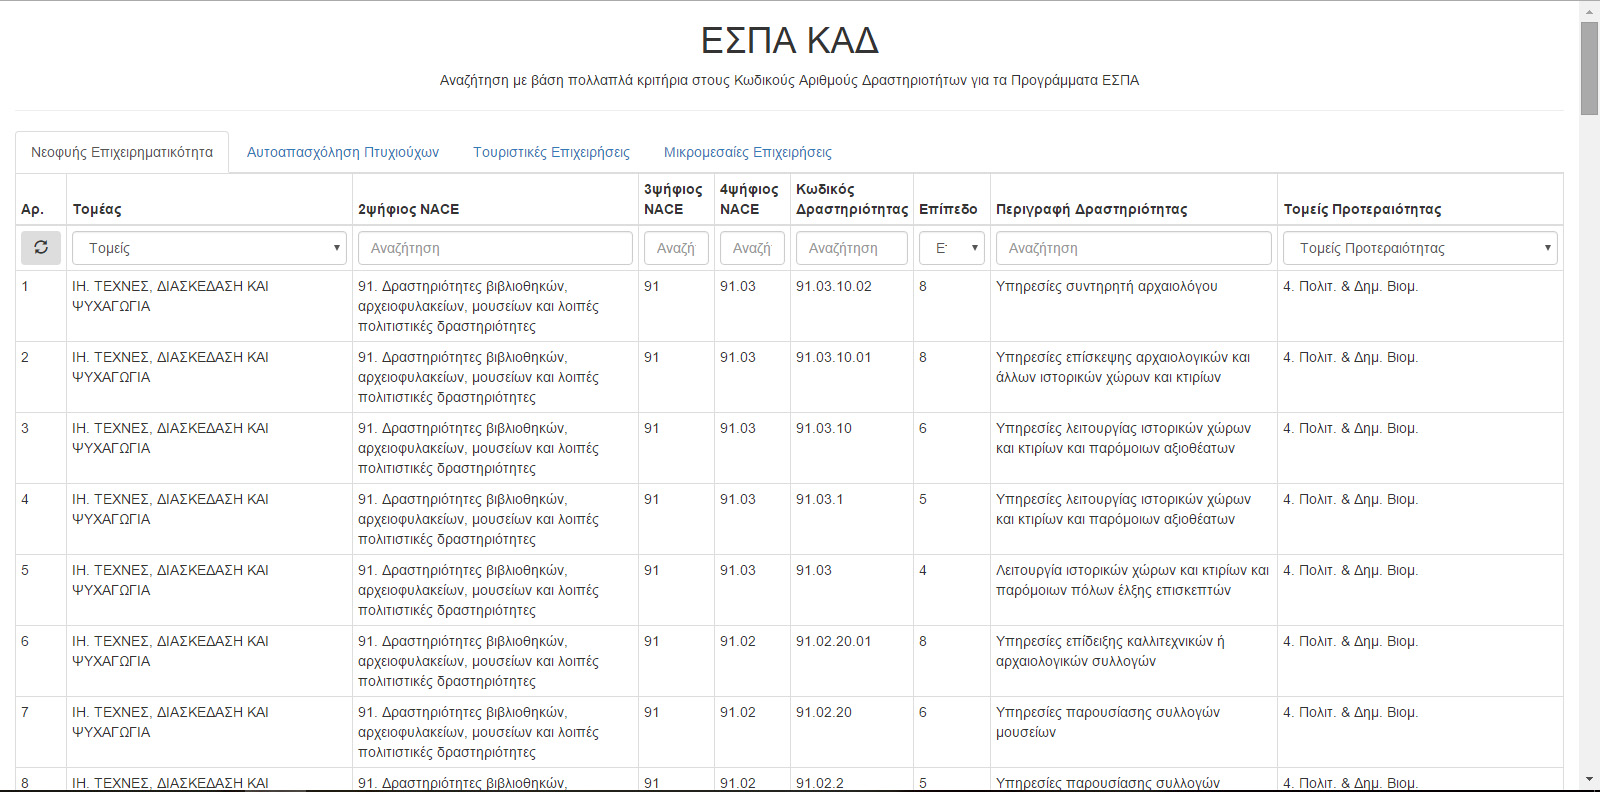 ΕΣΠΑ ΚΑΔ
Αναζήτηση με βάση πολλαπλά κριτήρια στους Κωδικούς Αριθμούς Δραστηριοτήτων για τα Προγράμματα ΕΣΠΑ
Νεοφυής Επιχειρηματικότητα Αυτοαπασχόληση Πτυχιούχων Τουριστικές Επιχειρήσεις Μικρομεσαίες Επιχειρήσεις
3ψήφιος 4ψήφιος Κωδικός
Αρ. Τομέας 2ψήφιος NACE NACE NACE Δραστηριότητας Επίπεδο Περιγραφή Δραστηριότητας Τομείς Προτεραιότητας
Τομείς Αναζήτηση Αναζή Αναζή Αναζήτηση Ε Αναζήτηση Τομείς Προτεραιότητας
1 ΙΗ. ΤΕΧΝΕΣ, ΔΙΑΣΚΕΔΑΣΗ ΚΑΙ 91. Δραστηριότητες βιβλιοθηκών, 91 91.03 91.03.10.02 8 Υπηρεσίες συντηρητή αρχαιολόγου 4. Πολιτ. & Δημ. Βιομ.
ΨΥΧΑΓΩΓΙΑ αρχειοφυλακείων, μουσείων και λοιπές
πολιτιστικές δραστηριότητες
2 ΙΗ. ΤΕΧΝΕΣ, ΔΙΑΣΚΕΔΑΣΗ ΚΑΙ 91. Δραστηριότητες βιβλιοθηκών, 91 91.03 91.03.10.01 8 Υπηρεσίες επίσκεψης αρχαιολογικών και 4. Πολιτ. & Δημ. Βιομ.
ΨΥΧΑΓΩΓΙΑ αρχειοφυλακείων, μουσείων και λοιπές άλλων ιστορικών χώρων και κτιρίων
πολιτιστικές δραστηριότητες
3 ΙΗ. ΤΕΧΝΕΣ, ΔΙΑΣΚΕΔΑΣΗ ΚΑΙ 91. Δραστηριότητες βιβλιοθηκών, 91 91.03 91.03.10 6 Υπηρεσίες λειτουργίας ιστορικών χώρων 4. Πολιτ. & Δημ. Βιομ.
ΨΥΧΑΓΩΓΙΑ αρχειοφυλακείων, μουσείων και λοιπές και κτιρίων και παρόμοιων αξιοθέατων
πολιτιστικές δραστηριότητες
4 ΙΗ. ΤΕΧΝΕΣ, ΔΙΑΣΚΕΔΑΣΗ ΚΑΙ 91. Δραστηριότητες βιβλιοθηκών, 91 91.03 91.03.1 5 Υπηρεσίες λειτουργίας ιστορικών χώρων 4. Πολιτ. & Δημ. Βιομ.
ΨΥΧΑΓΩΓΙΑ αρχειοφυλακείων, μουσείων και λοιπές και κτιρίων και παρόμοιων αξιοθέατων
πολιτιστικές δραστηριότητες
5 ΙΗ. ΤΕΧΝΕΣ, ΔΙΑΣΚΕΔΑΣΗ ΚΑΙ 91. Δραστηριότητες βιβλιοθηκών, 91 91.03 91.03 4 Λειτουργία ιστορικών χώρων και κτιρίων και 4. Πολιτ. & Δημ. Βιομ.
ΨΥΧΑΓΩΓΙΑ αρχειοφυλακείων, μουσείων και λοιπές παρόμοιων πόλων έλξης επισκεπτών
πολιτιστικές δραστηριότητες
6 ΙΗ. ΤΕΧΝΕΣ, ΔΙΑΣΚΕΔΑΣΗ ΚΑΙ 91. Δραστηριότητες βιβλιοθηκών, 91 91.02 91.02.20.01 8 Υπηρεσίες επίδειξης καλλιτεχνικών ή 4. Πολιτ. & Δημ. Βιομ.
ΨΥΧΑΓΩΓΙΑ αρχειοφυλακείων, μουσείων και λοιπές αρχαιολογικών συλλογών
πολιτιστικές δραστηριότητες
7 ΙΗ. ΤΕΧΝΕΣ, ΔΙΑΣΚΕΔΑΣΗ ΚΑΙ 91. Δραστηριότητες βιβλιοθηκών, 91 91.02 91.02.20 6 Υπηρεσίες παρουσίασης συλλογών 4. Πολιτ. & Δημ. Βιομ.
ΨΥΧΑΓΩΓΙΑ αρχειοφυλακείων, μουσείων και λοιπές μουσείων
πολιτιστικές δραστηριότητες
8 ΙΗ. ΤΕΧΝΕΣ, ΔΙΑΣΚΕΔΑΣΗ ΚΑΙ 91. Δραστηριότητες βιβλιοθηκών, 91 91.02 91.02.2 5 Υπηρεσίες παρουσίασης συλλογών 4. Πολιτ. & Δημ. Βιομ.